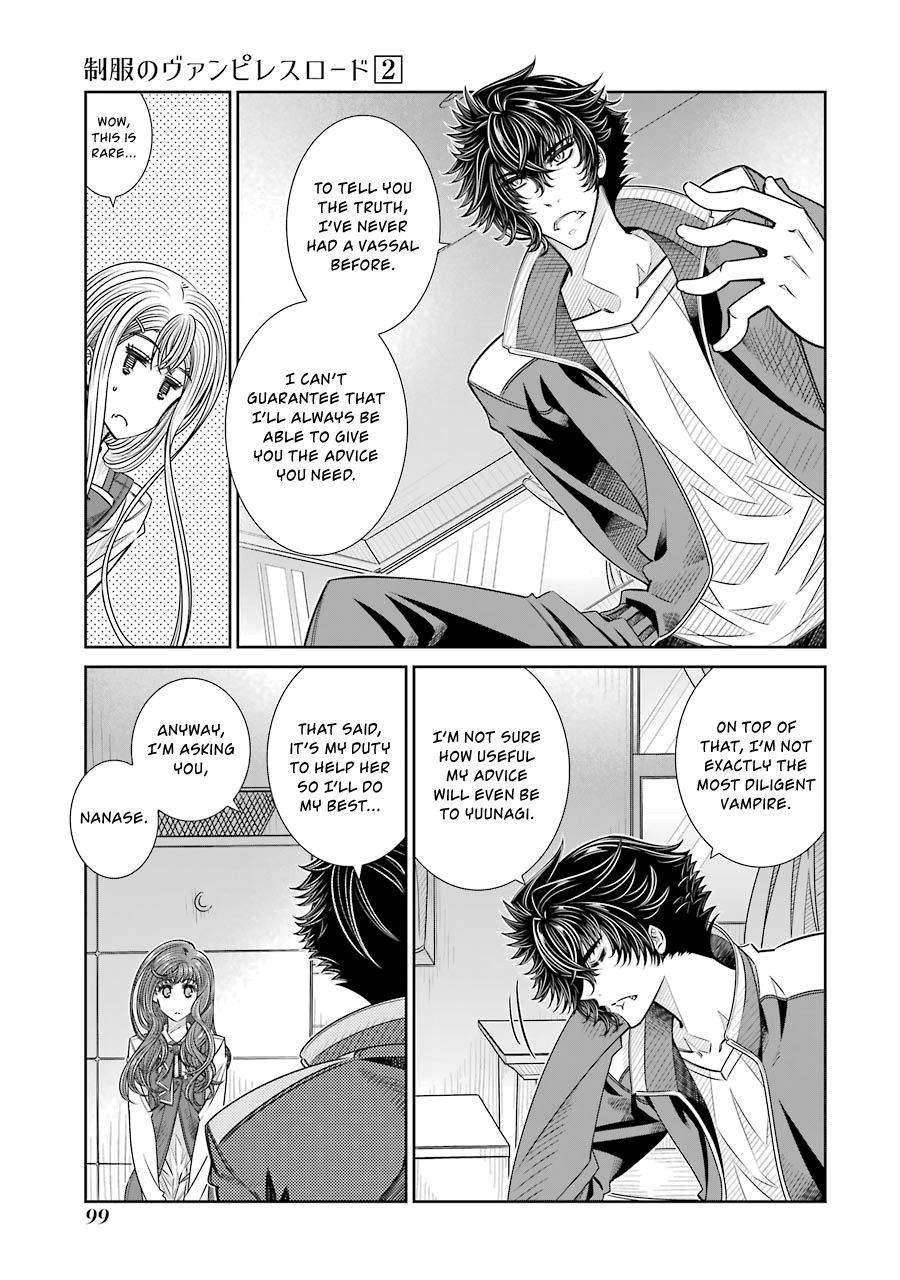 制服のヴァンピレスロード2
TO TELL YOU
THE TRUTH,
I'VE NEVER
HAD A VASSAL
BEFORE.
I CAN'T
GUARANTEE THAT
I'LL ALWAYS BE
ABLE TO GIVE
YOU THE ADVICE
YOU NEED.
WOW,
THIS IS
RARE...
ON TOP OF
THAT, I'M NOT
EXACTLY THE
MOST DILIGENT
VAMPIRE.
I'M NOT SURE
HOW USEFUL
MY ADVICE
WILL EVEN BE
TO YUUNAGI.
THAT SAID,
IT'S MY DUTY
TO HELP HER
SO I'LL DO
MY BEST...
ANYWAY,
I'M ASKING
YOU,
NANASE.
99